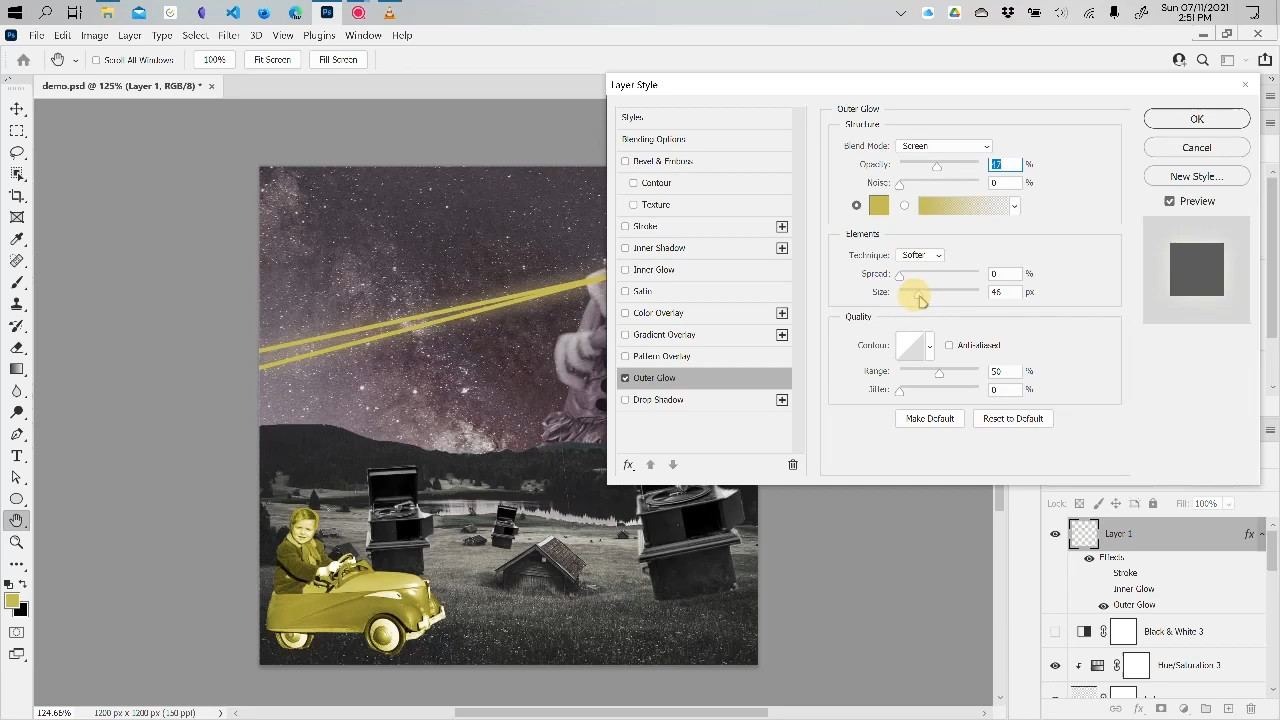 SUN 07/11/2021
2:51 PM
File Edit Image Layer Type Select Filter 3D View Plugins Window Help
Scroll All Windows 100% Fit Screen Fill Screen
demo.psd @ 125% (Layer 1, RGB/8) *
Layer Style
Styles
Blending Options
Bevel & Emboss
Contour
Texture
Stroke
Inner Shadow
Inner Glow
Satin
Color Overlay
Gradient Overlay
Pattern Overlay
Outer Glow
Drop Shadow
fx
Outer Glow
Structure
Blend Mode: Screen
Opacity: 47 %
Noise: 0 %
Elements
Technique: Softer
Spread: 0 %
Size: 46 px
Quality
Contour: Anti-aliased
Range: 50 %
Jitter: 0 %
Make Default Reset to Default
OK
Cancel
New Style...
Preview
Lock: Fill: 100%
Layer 1 fx
Effects
Stroke
Inner Glow
Outer Glow
Black & White 3
Hue/Saturation 3
124.66% 1200 px x 1200 px (150 ppi)